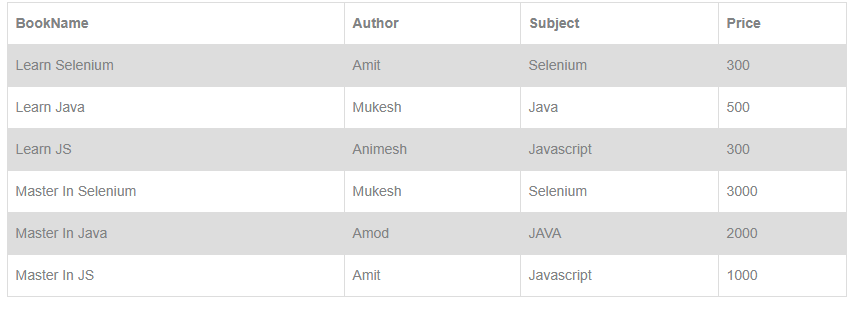 BookName Author Subject Price
Learn Selenium Amit Selenium 300
Learn Java Mukesh Java 500
Learn JS Animesh Javascript 300
Master In Selenium Mukesh Selenium 3000
Master In Java Amod JAVA 2000
Master In JS Amit Javascript 1000